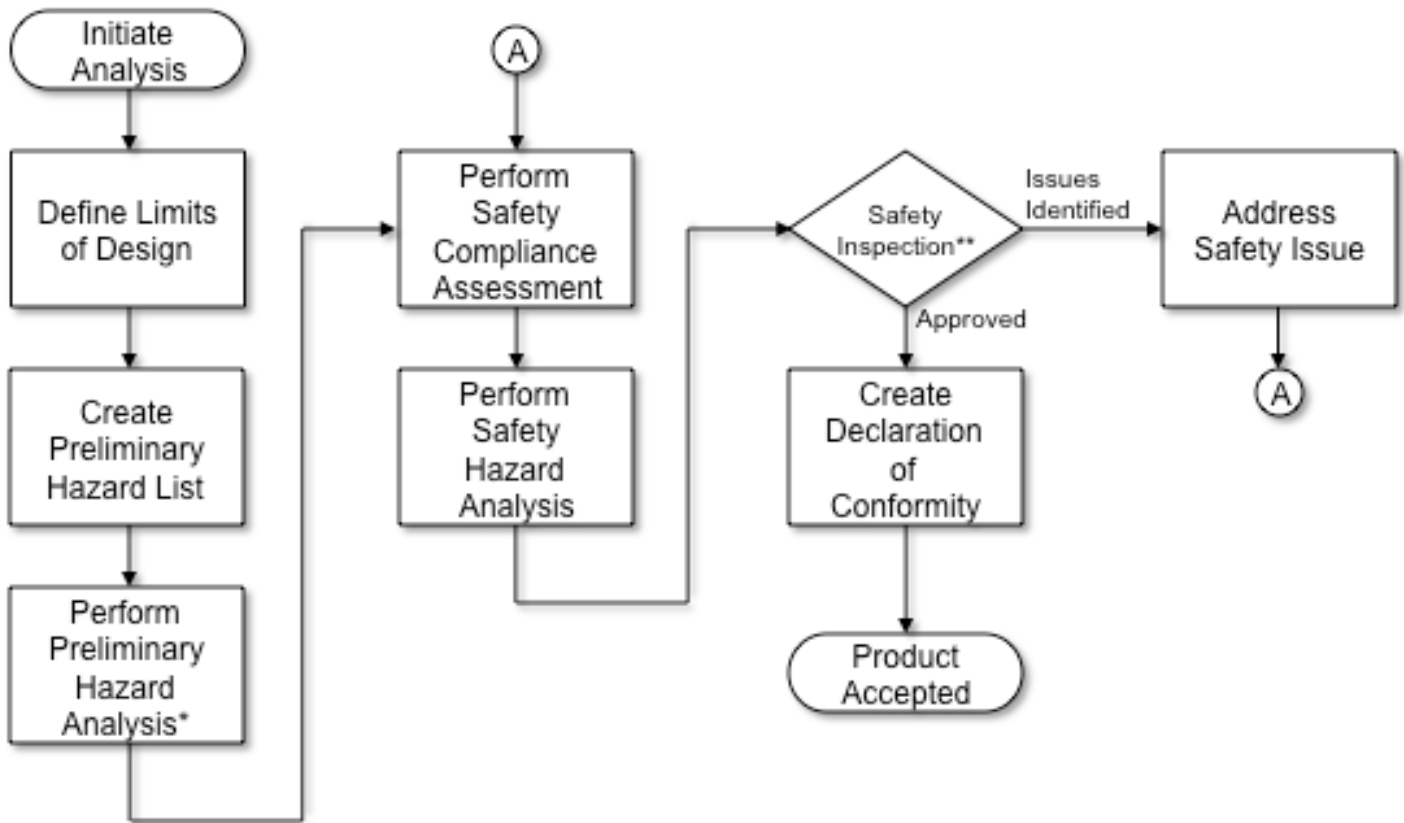 Initiate
Analysis
Define Limits
of Design
Create
Preliminary
Hazard List
Perform
Preliminary
Hazard
Analysis*
A
Perform
Safety
Compliance
Assessment
Perform
Safety
Hazard
Analysis
Safety
Inspection**
Issues
Identified
Approved
Create
Declaration
of
Conformity
Product
Accepted
Address
Safety Issue
A